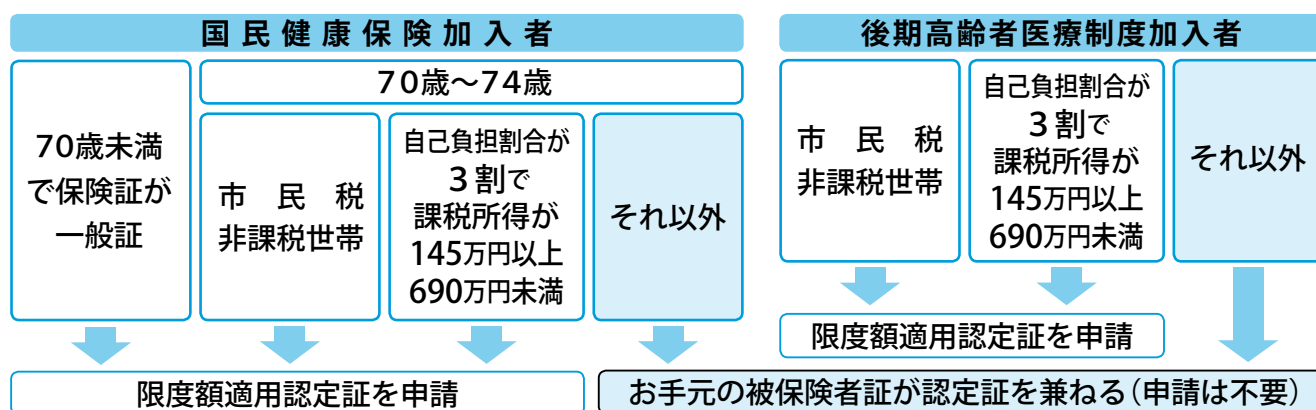 国民健康保険加入者
70歳未満
で保険証が
一般証
70歳～74歳
市民税
非課税世帯
自己負担割合が
3割で
課税所得が
145万円以上
690万円未満
それ以外
限度額適用認定証を申請
後期高齢者医療制度加入者
市民税
非課税世帯
自己負担割合が
3割で
課税所得が
145万円以上
690万円未満
それ以外
限度額適用認定証を申請
お手元の被保険者証が認定証を兼ねる（申請は不要）